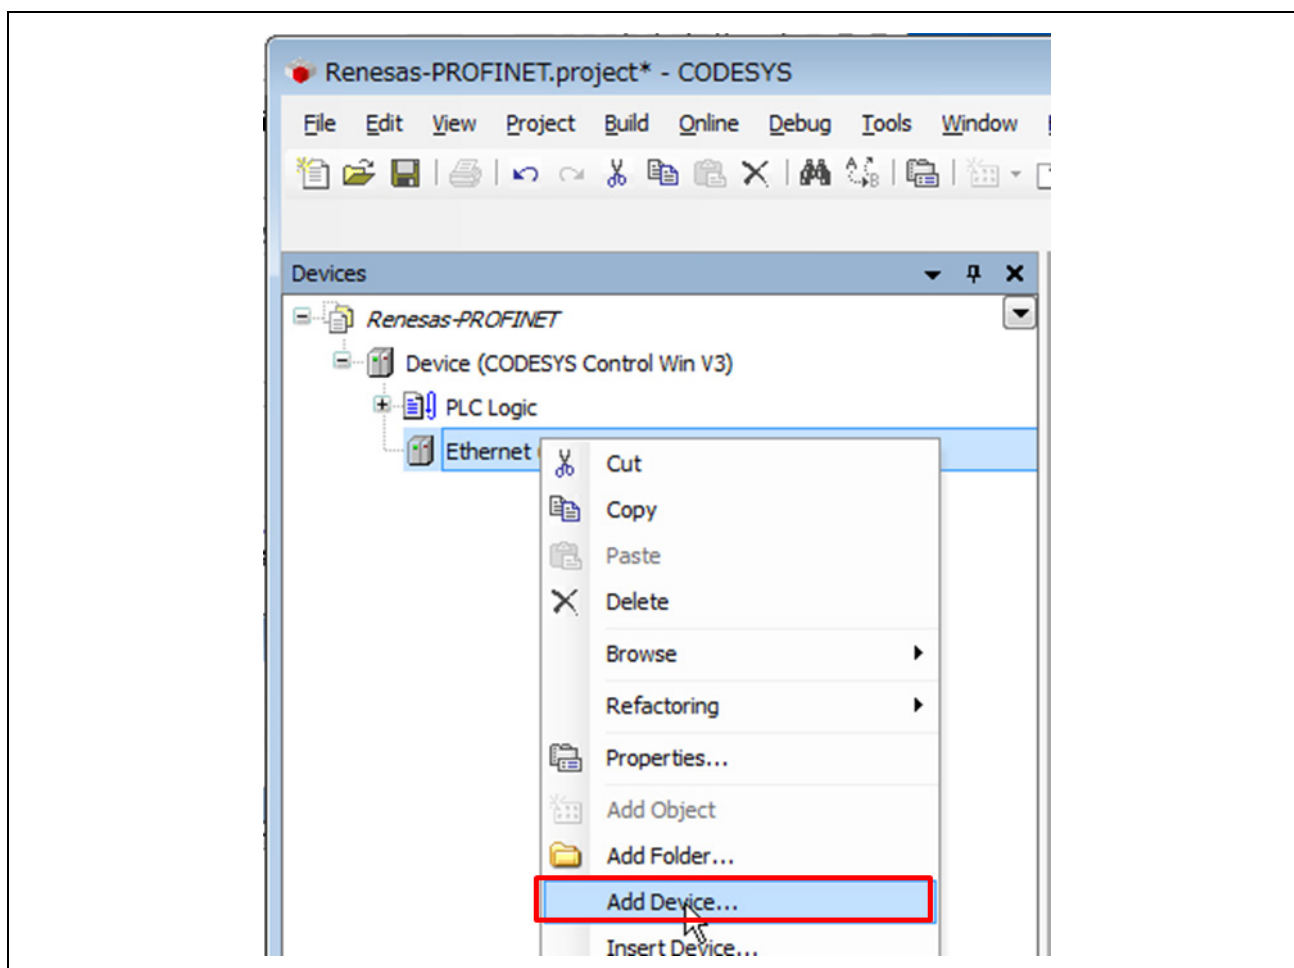 Renesas-PROFINET.project* - CODESYS
File Edit View Project Build Online Debug Tools Window
Devices
Renesas-PROFINET
Device (CODESYS Control Win V3)
PLC Logic
Ethernet
Cut
Copy
Paste
Delete
Browse
Refactoring
Properties...
Add Object
Add Folder...
Add Device...
Insert Device...